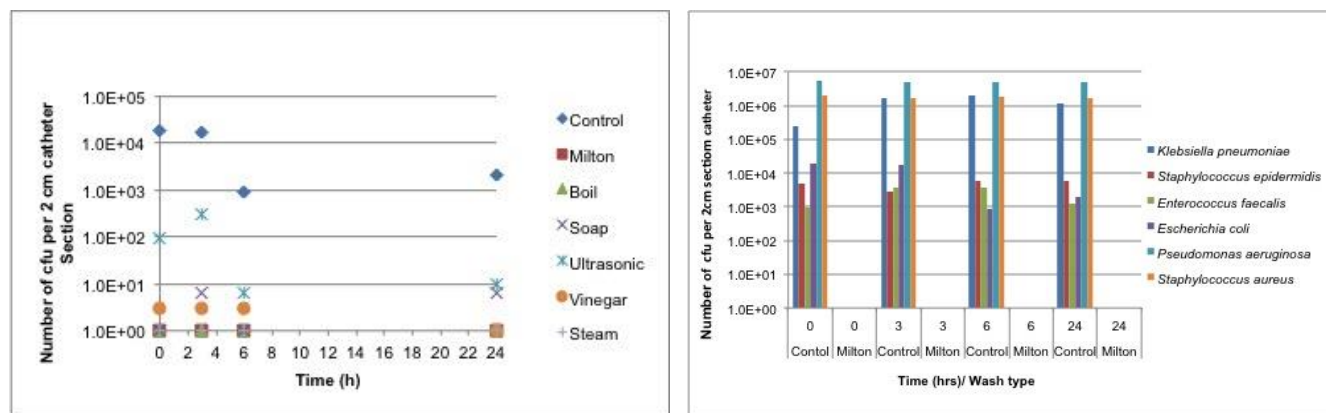 Number of cfu per 2 cm catheter
Section
1.0E+05
1.0E+04
1.0E+03
1.0E+02
1.0E+01
1.0E+00
0 2 4 6 8 10 12 14 16 18 20 22 24
Time (h)
Control
Milton
Boil
Soap
Ultrasonic
Vinegar
Steam
Number of cfu per 2cm sectiom catheter
1.0E+07
1.0E+06
1.0E+05
1.0E+04
1.0E+03
1.0E+02
1.0E+01
1.0E+00
0 0 3 3 6 6 24 24
Contol Milton Control Milton Control Milton Control Milton
Time (hrs)/ Wash type
Klebsiella pneumoniae
Staphylococcus epidermidis
Enterococcus faecalis
Escherichia coli
Pseudomonas aeruginosa
Staphylococcus aureus